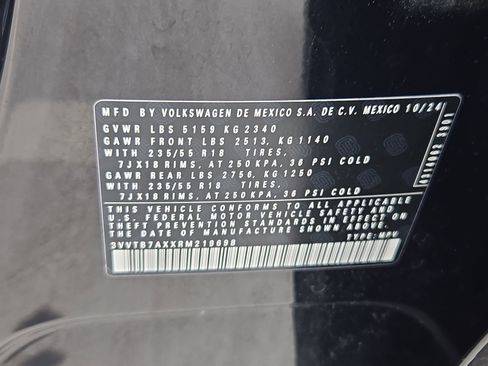 MFD BY VOLKSWAGEN DE MEXICO S.A. DE C.V. MEXICO 10/24
GVWR LBS 5159 KG 2340
GAWR FRONT LBS 2513, KG 1140
WITH 235/55 R18 TIRES,
7JX18 RIMS, AT 250 KPA, 36 PSI COLD
GAWR REAR LBS 2756, KG 1250
WITH 235/55 R18 TIRES,
7JX18 RIMS, AT 250 KPA, 36 PSI COLD
THIS VEHICLE CONFORMS TO ALL APPLICABLE
U.S. FEDERAL MOTOR VEHICLE SAFETY AND
THEFT PREVENTION STANDARDS IN EFFECT ON
THE DATE OF MANUFACTURE SHOWN ABOVE.
3VVTB7AXXRM219698
TYPE: MPV